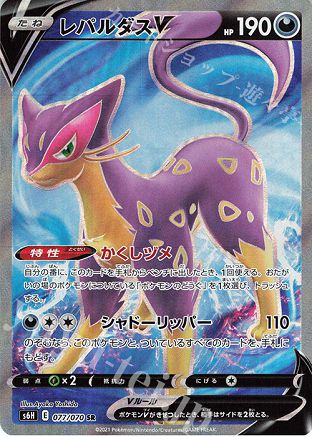 たね
レパルダスV
HP 190
特性 とくせい
かくしヅメ
自分の番に、このカードを手札からベンチに出したとき、1回使える。おたが
いの場のポケモンについている「ポケモンのどうぐ」を1枚選び、トラッシュ
する。
シャドーリッパー 110
のぞむなら、このポケモンと、ついているすべてのカードを、手札に
もどす。
弱点 ×2 抵抗力 にげる
Illus. Ayaka Yoshida
s6H E 077/070 SR
Vルール
ポケモンVがきぜつしたとき、相手はサイドを2枚とる。
©2021 Pokémon/Nintendo/Creatures/GAME FREAK.